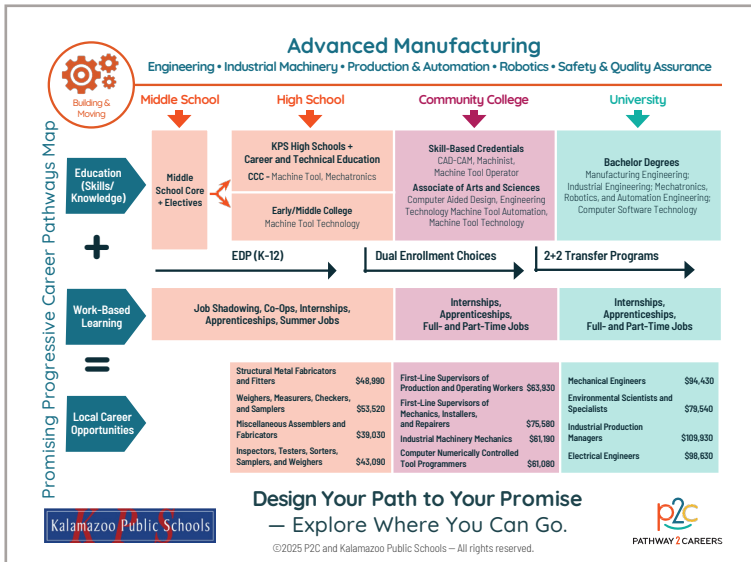 Advanced Manufacturing
Engineering • Industrial Machinery • Production & Automation • Robotics • Safety & Quality Assurance
Building &
Moving
Middle School
High School
Community College
University
Promising Progressive Career Pathways Map
Education
(Skills/
Knowledge)
Middle
School Core
+ Electives
KPS High Schools +
Career and Technical Education
CCC - Machine Tool, Mechatronics
Early/Middle College
Machine Tool Technology
Skill-Based Credentials
CAD-CAM, Machinist,
Machine Tool Operator
Associate of Arts and Sciences
Computer Aided Design, Engineering
Technology Machine Tool Automation,
Machine Tool Technology
Bachelor Degrees
Manufacturing Engineering;
Industrial Engineering; Mechatronics,
Robotics, and Automation Engineering;
Computer Software Technology
+
EDP (K-12)
Dual Enrollment Choices
2+2 Transfer Programs
Work-Based
Learning
Job Shadowing, Co-Ops, Internships,
Apprenticeships, Summer Jobs
Internships,
Apprenticeships,
Full- and Part-Time Jobs
Internships,
Apprenticeships,
Full- and Part-Time Jobs
=
Local Career
Opportunities
Structural Metal Fabricators
and Fitters $48,990
Weighers, Measurers, Checkers,
and Samplers $53,520
Miscellaneous Assemblers and
Fabricators $39,030
Inspectors, Testers, Sorters,
Samplers, and Weighers $43,090
First-Line Supervisors of
Production and Operating Workers $63,930
First-Line Supervisors of
Mechanics, Installers,
and Repairers $75,580
Industrial Machinery Mechanics $61,190
Computer Numerically Controlled
Tool Programmers $61,080
Mechanical Engineers $94,430
Environmental Scientists and
Specialists $79,540
Industrial Production
Managers $109,930
Electrical Engineers $98,630
KPS
Kalamazoo Public Schools
Design Your Path to Your Promise
— Explore Where You Can Go.
©2025 P2C and Kalamazoo Public Schools — All rights reserved.
p2c
PATHWAY2CAREERS